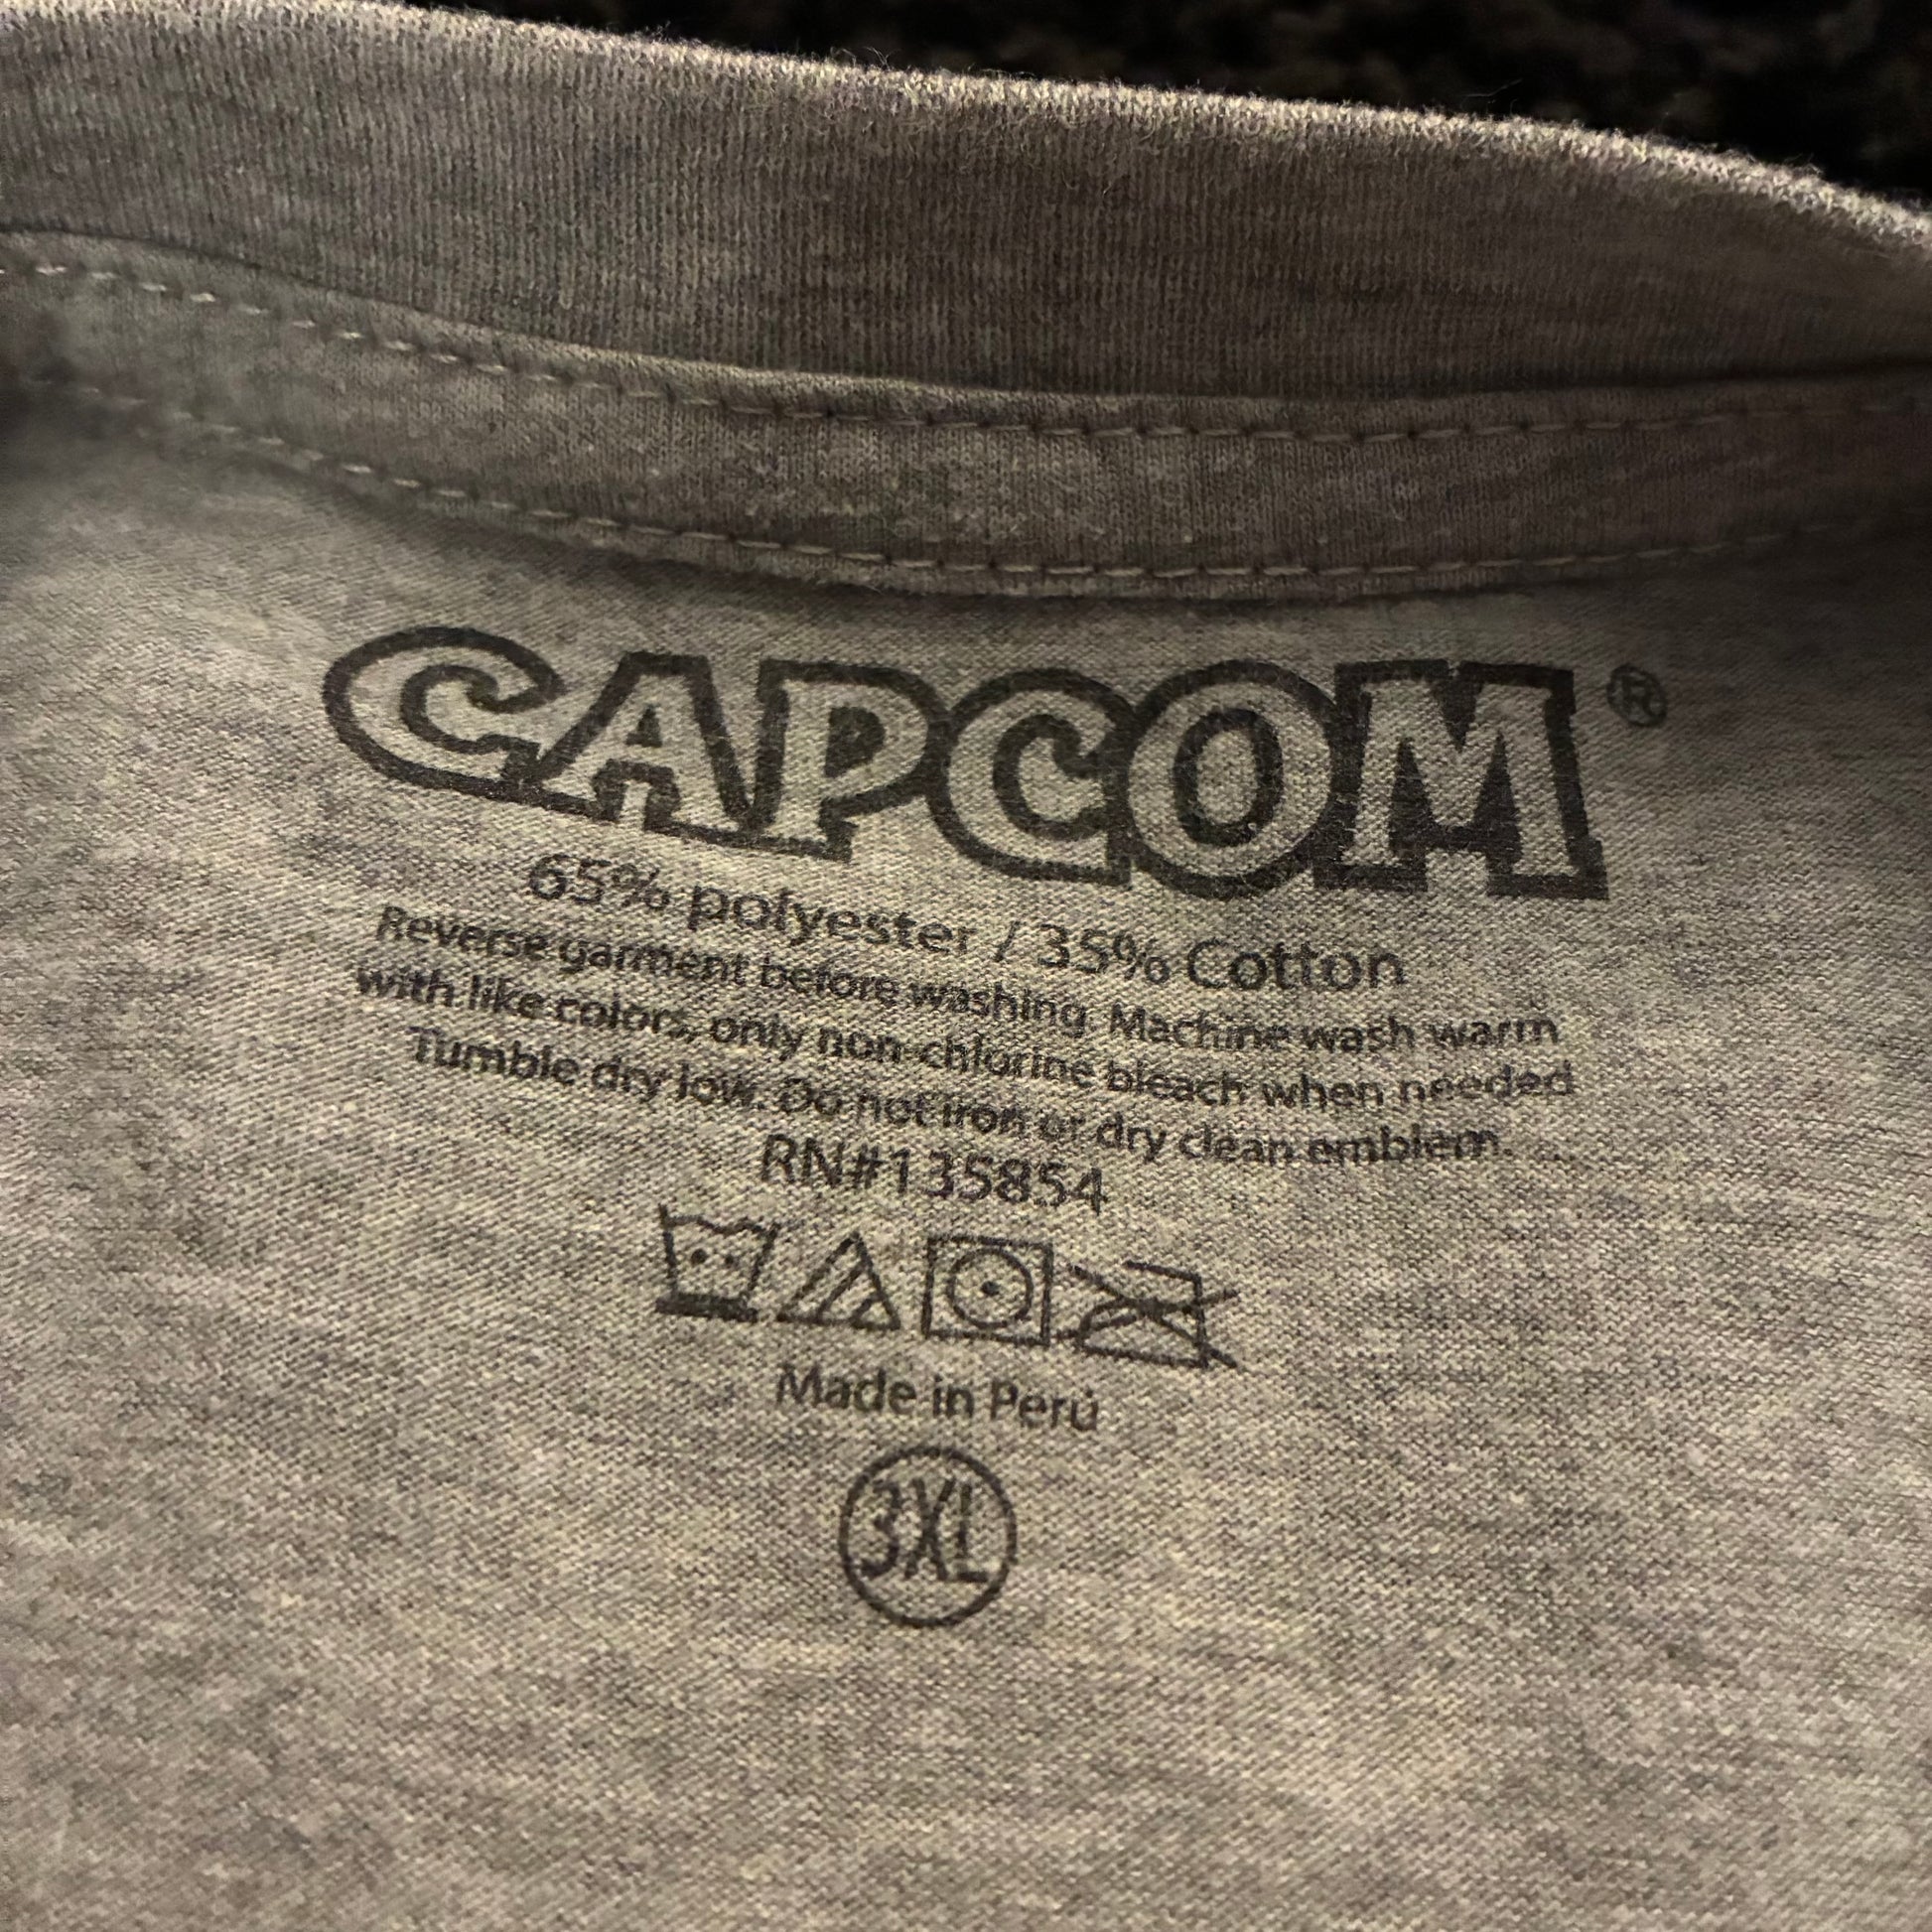 CAPCOM®
65% polyester / 35% Cotton
Reverse garment before washing. Machine wash warm
with like colors, only non-chlorine bleach when needed
Tumble dry low. Do not iron or dry clean emblem.
RN#135854
Made in Perú
3XL